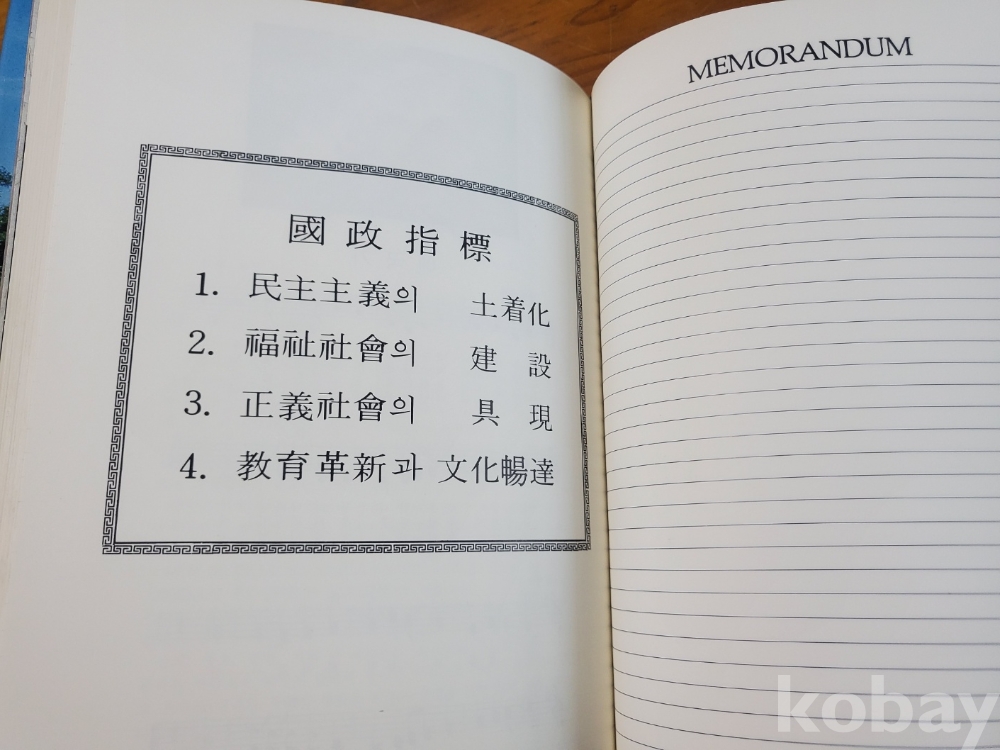 國政指標
1. 民主主義의 土着化
2. 福祉社會의 建設
3. 正義社會의 具現
4. 教育革新과 文化暢達
MEMORANDUM
kobay